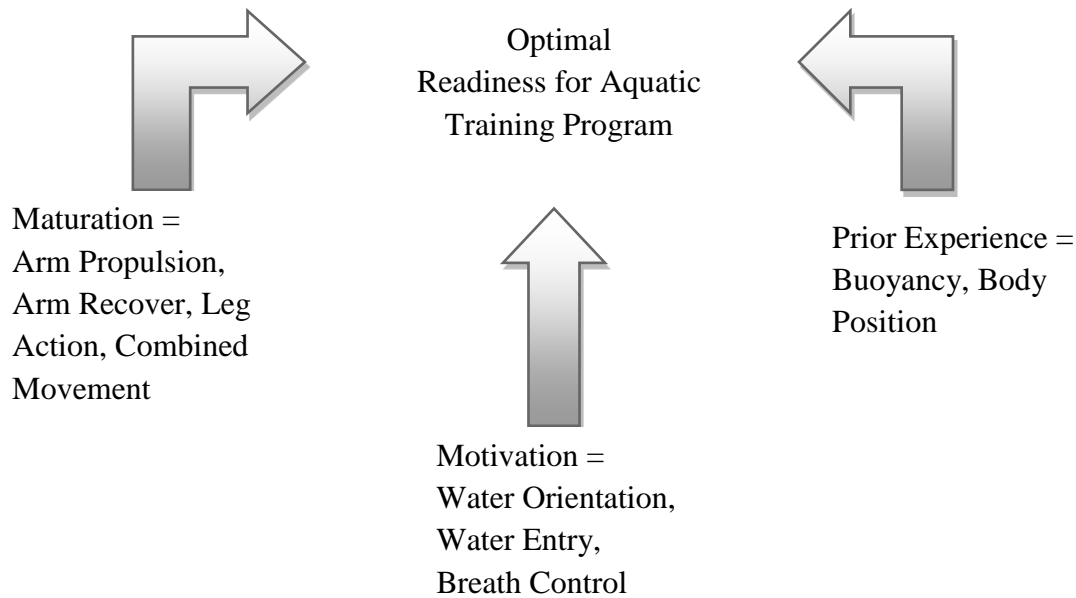 Optimal
Readiness for Aquatic
Training Program
Maturation =
Arm Propulsion,
Arm Recover, Leg
Action, Combined
Movement
Prior Experience =
Buoyancy, Body
Position
Motivation =
Water Orientation,
Water Entry,
Breath Control